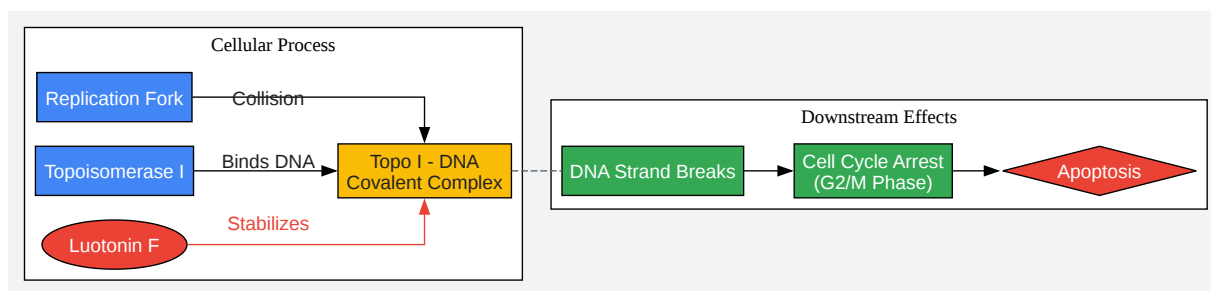 Cellular Process
Replication Fork
Collision
Topoisomerase I
Binds DNA
Topo I - DNA
Covalent Complex
Luotonin F
Stabilizes
Downstream Effects
DNA Strand Breaks
Cell Cycle Arrest
(G2/M Phase)
Apoptosis